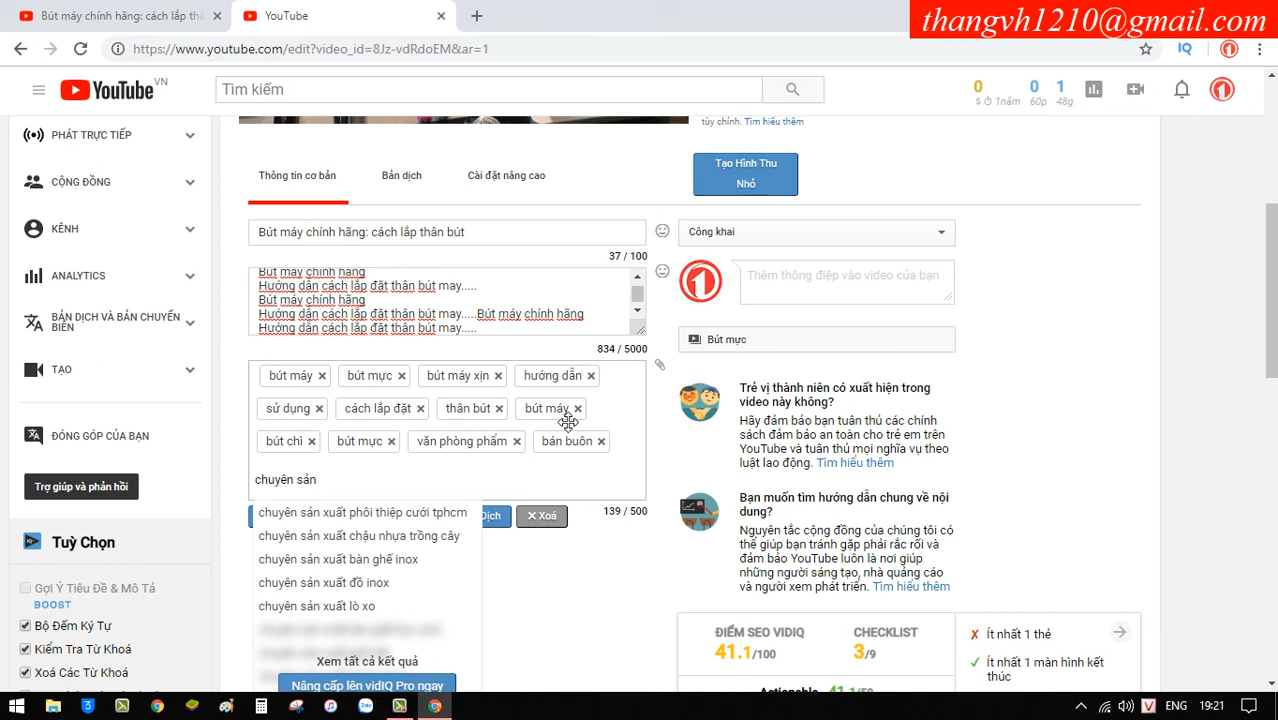 Bút máy chính hãng: cách lắp thâ
YouTube
thangvh1210@gmail.com
https://www.youtube.com/edit?video_id=8Jz-vdRdoEM&ar=1
IQ
YouTube VN
Tìm kiếm
0
$ 1năm
0
60p
1
48g
PHÁT TRỰC TIẾP
CỘNG ĐỒNG
KÊNH
ANALYTICS
BẢN DỊCH VÀ BẢN CHUYỂN
BIÊN
TẠO
ĐÓNG GÓP CỦA BẠN
Trợ giúp và phản hồi
Tuỳ Chọn
Gợi Ý Tiêu Đề & Mô Tả
BOOST
Bộ Đếm Ký Tự
Kiểm Tra Từ Khoá
Xoá Các Từ Khoá
tùy chỉnh. Tìm hiểu thêm
Tạo Hình Thu
Nhỏ
Thông tin cơ bản
Bản dịch
Cài đặt nâng cao
Bút máy chính hãng: cách lắp thân bút
37 / 100
Bút máy chính hãng
Hướng dẫn cách lắp đặt thân bút may.....
Bút máy chính hãng
Hướng dẫn cách lắp đặt thân bút may.....Bút máy chính hãng
Hướng dẫn cách lắp đặt thân bút may.....
834 / 5000
bút máy × bút mực × bút máy xịn × hướng dẫn ×
sử dụng × cách lắp đặt × thân bút × bút máy ×
bút chì × bút mực × văn phòng phẩm × bán buôn ×
chuyên sản
Dịch
× Xoá
139 / 500
chuyên sản xuất phôi thiệp cưới tphcm
chuyên sản xuất chậu nhựa trồng cây
chuyên sản xuất bàn ghế inox
chuyên sản xuất đồ inox
chuyên sản xuất lò xo
Xem tất cả kết quả
Nâng cấp lên vidIQ Pro ngay
Công khai
Thêm thông điệp vào video của bạn
Bút mực
Trẻ vị thành niên có xuất hiện trong
video này không?
Hãy đảm bảo bạn tuân thủ các chính
sách đảm bảo an toàn cho trẻ em trên
YouTube và tuân thủ mọi nghĩa vụ theo
luật lao động. Tìm hiểu thêm
Bạn muốn tìm hướng dẫn chung về nội
dung?
Nguyên tắc cộng đồng của chúng tôi có
thể giúp bạn tránh gặp phải rắc rối và
đảm bảo YouTube luôn là nơi giúp
những người sáng tạo, nhà quảng cáo
và người xem phát triển. Tìm hiểu thêm
ĐIỂM SEO VIDIQ
41.1/100
CHECKLIST
3/9
Actionable 41.1/50
✗ Ít nhất 1 thẻ
✓ Ít nhất 1 màn hình kết
thúc
ENG
19:21